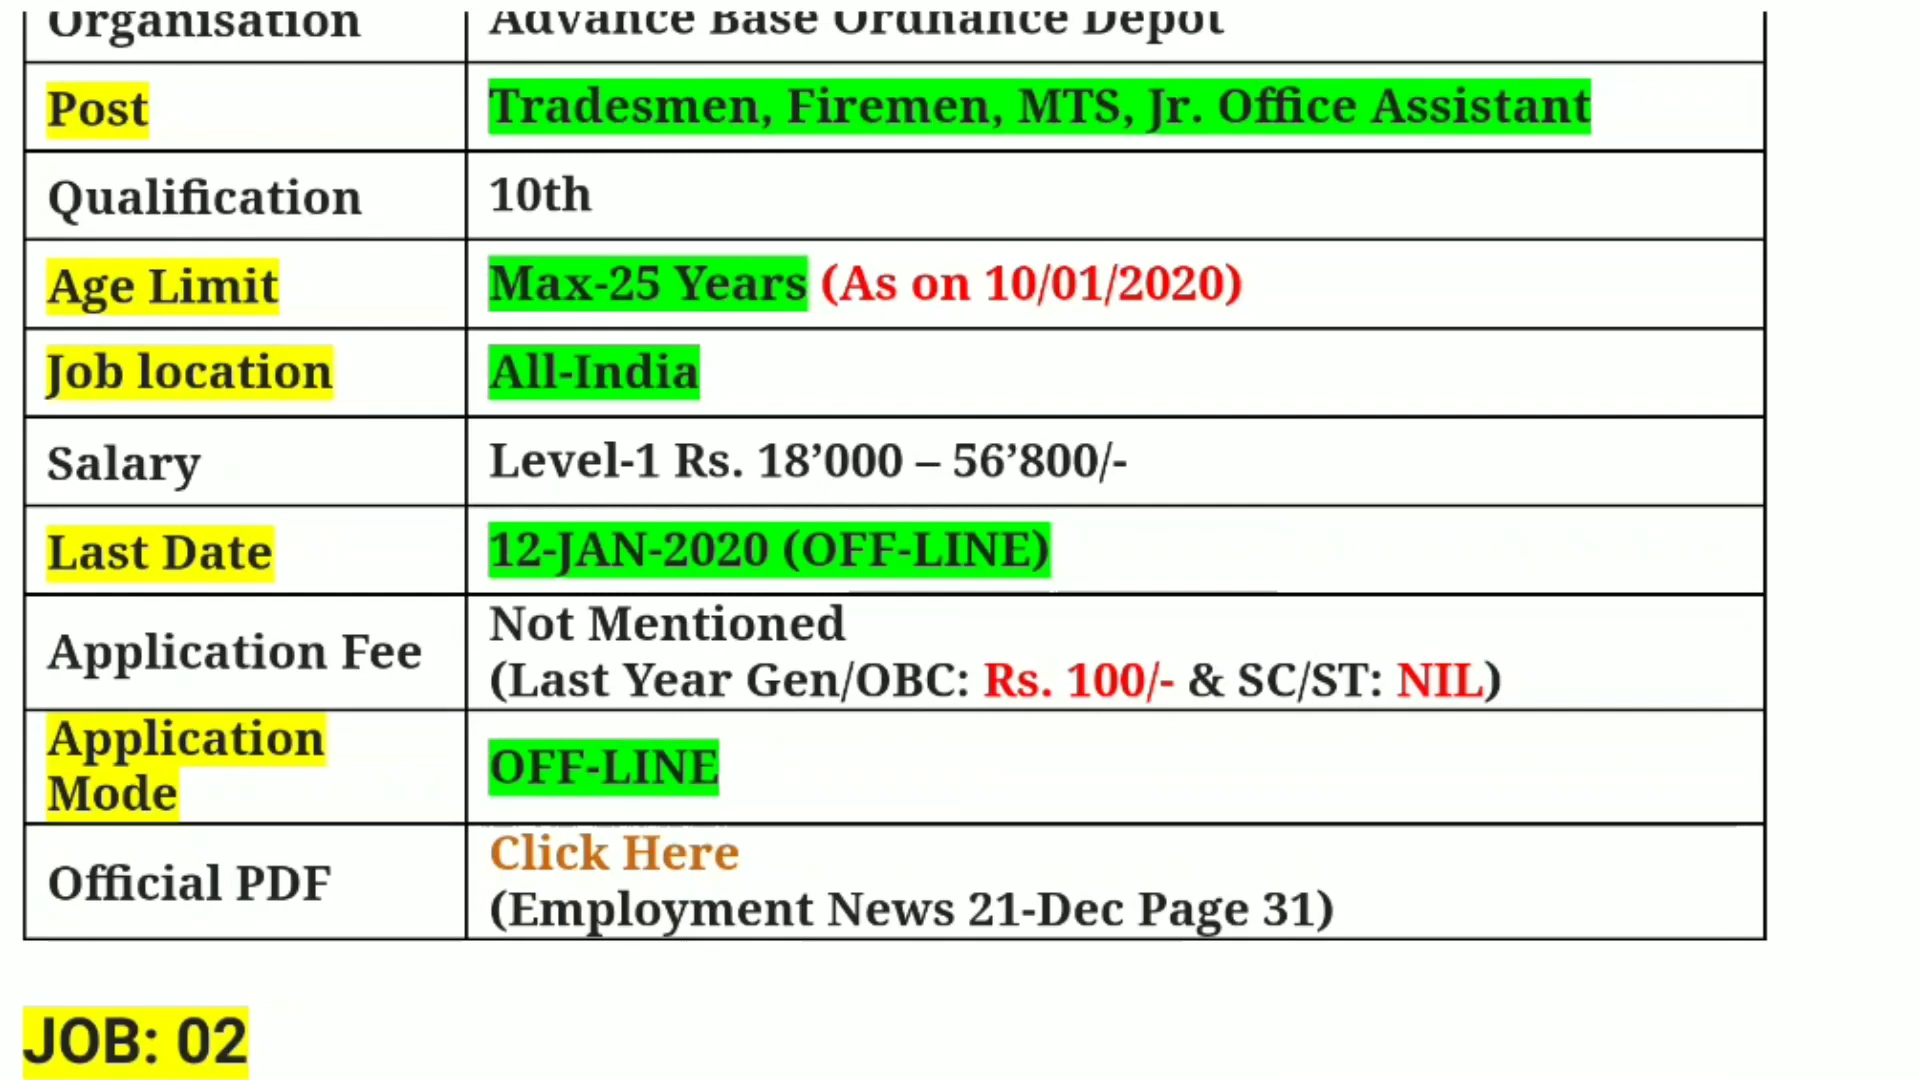 Organisation
Advance Base Ordnance Depot
Post
Tradesmen, Firemen, MTS, Jr. Office Assistant
Qualification
10th
Age Limit
Max-25 Years (As on 10/01/2020)
Job location
All-India
Salary
Level-1 Rs. 18’000 – 56’800/-
Last Date
12-JAN-2020 (OFF-LINE)
Application Fee
Not Mentioned
(Last Year Gen/OBC: Rs. 100/- & SC/ST: NIL)
Application
Mode
OFF-LINE
Official PDF
Click Here
(Employment News 21-Dec Page 31)
JOB: 02